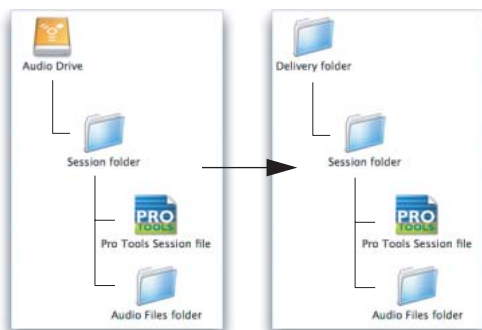 Audio Drive
Session folder
PRO
TOOLS
Pro Tools Session file
Audio Files folder
Delivery folder
Session folder
PRO
TOOLS
Pro Tools Session file
Audio Files folder